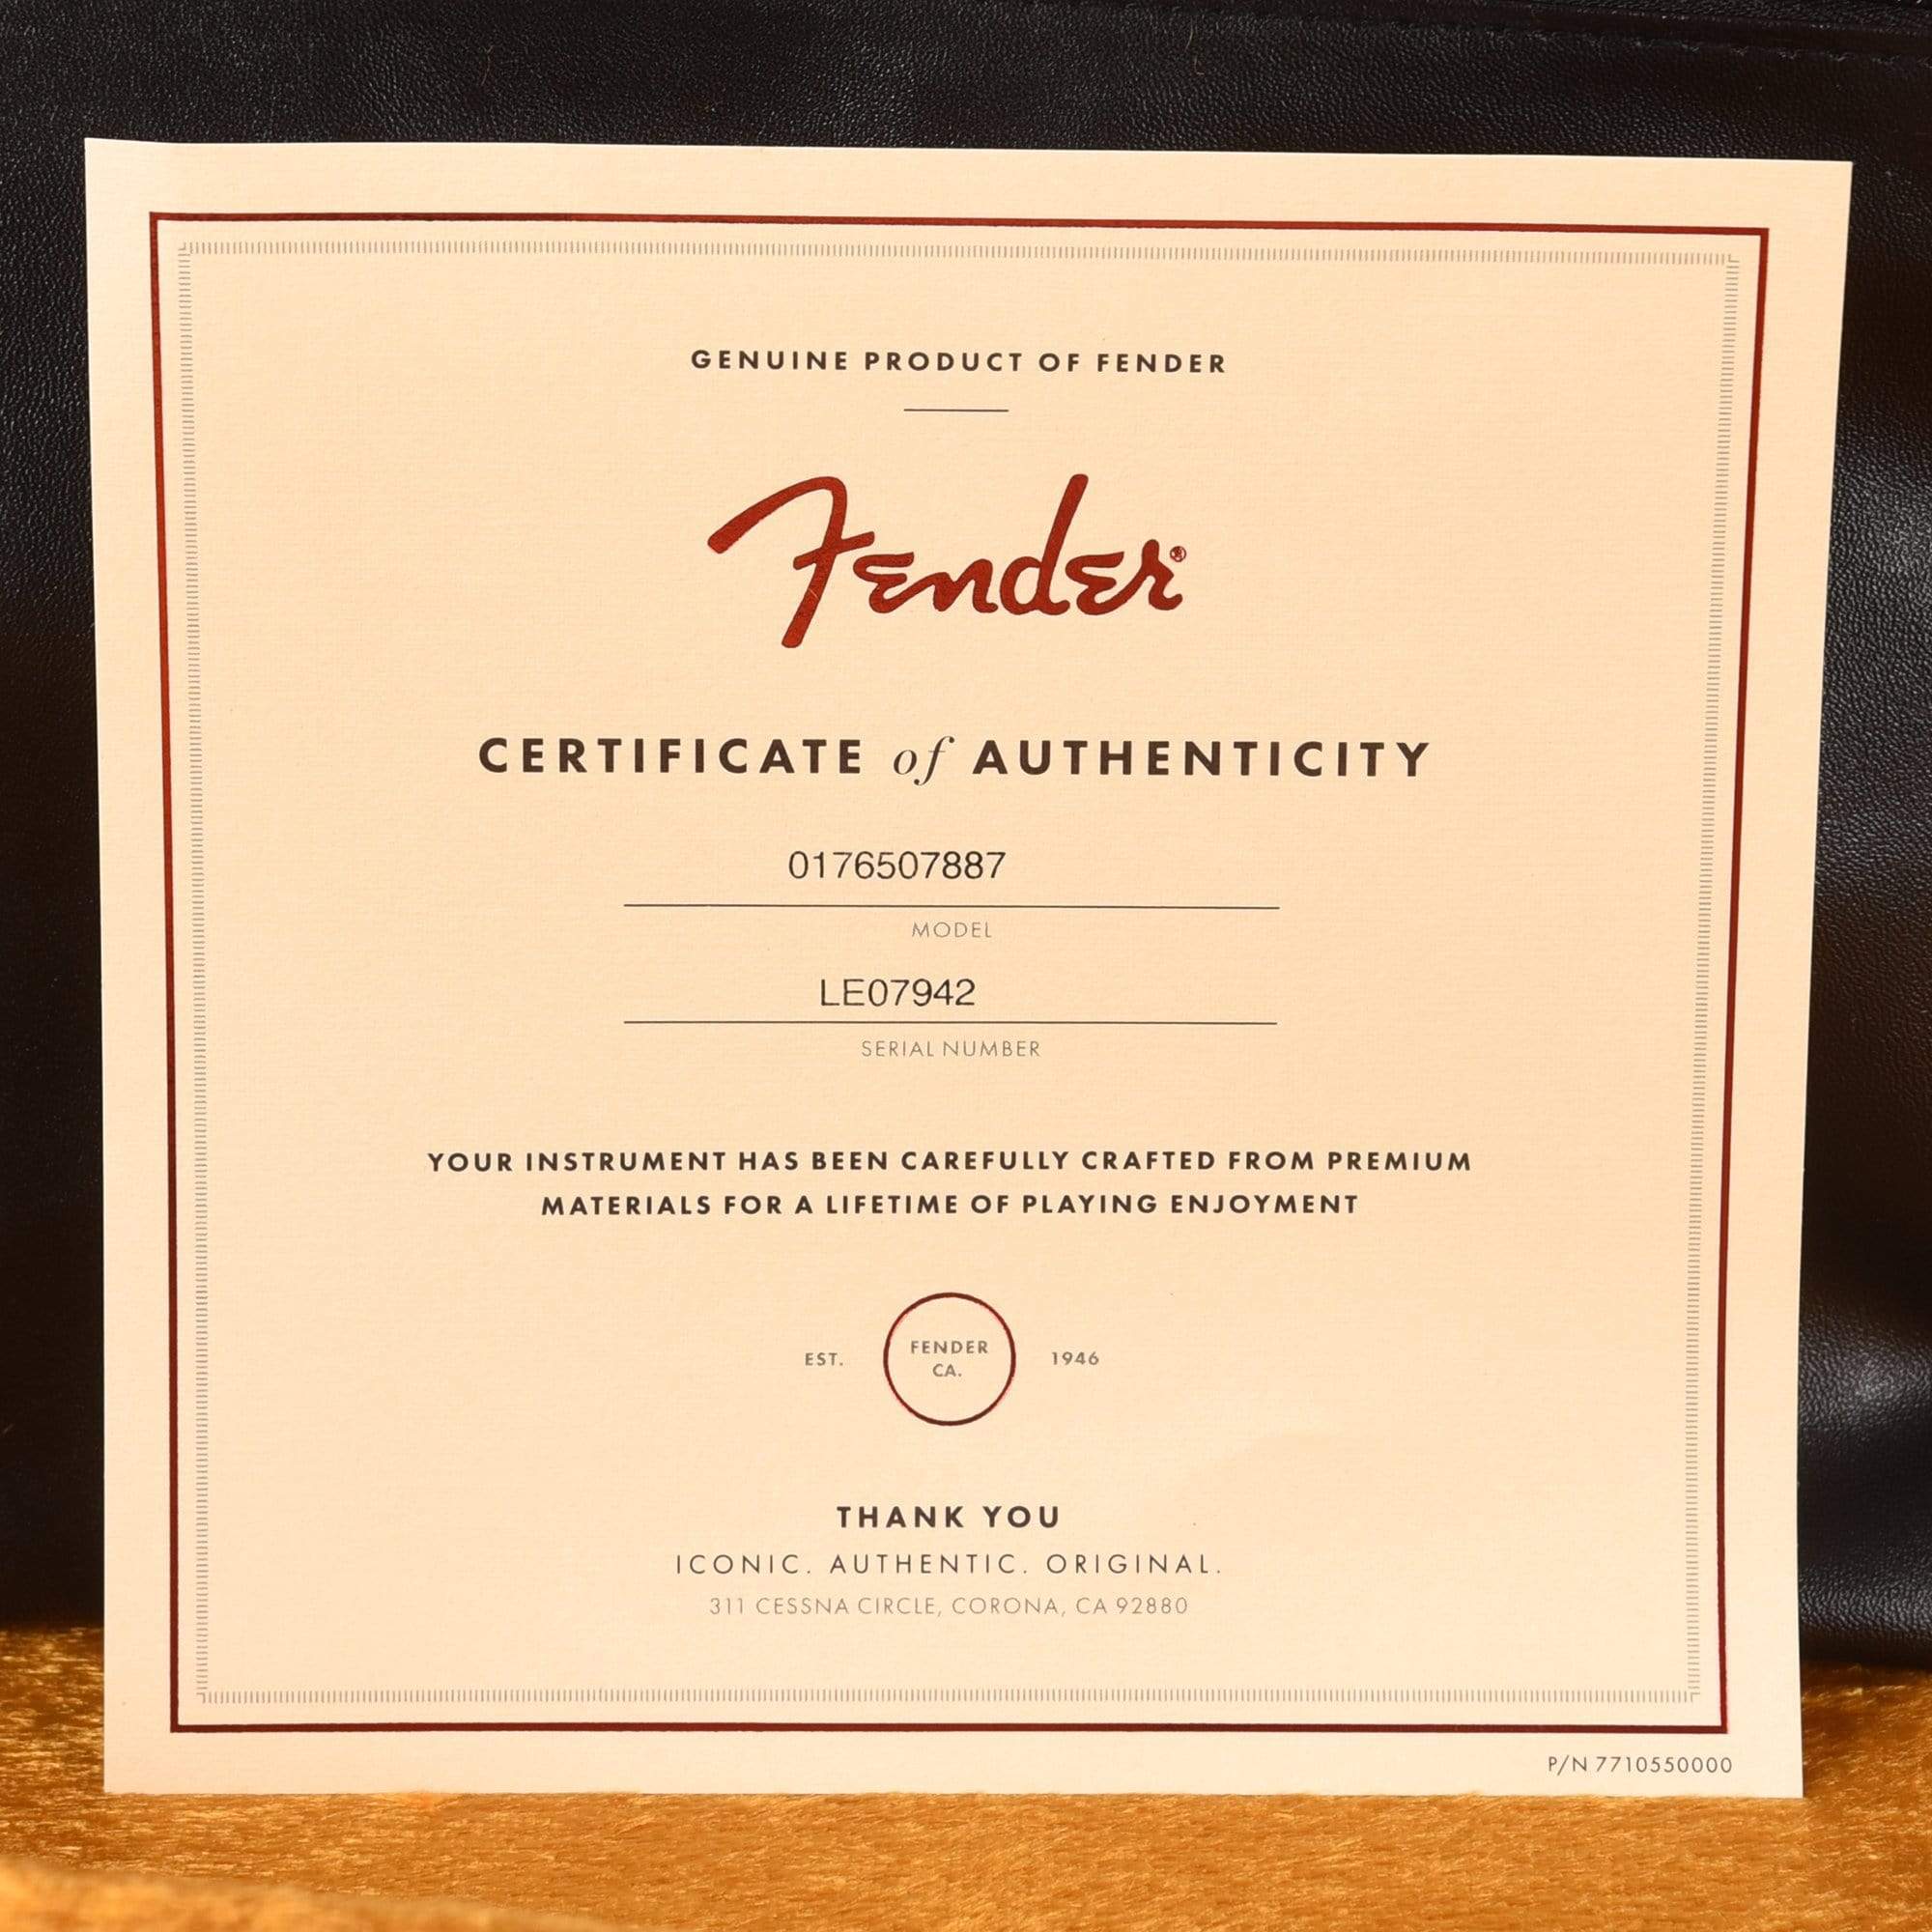 GENUINE PRODUCT OF FENDER
Fender®
CERTIFICATE of AUTHENTICITY
0176507887
MODEL
LE07942
SERIAL NUMBER
YOUR INSTRUMENT HAS BEEN CAREFULLY CRAFTED FROM PREMIUM
MATERIALS FOR A LIFETIME OF PLAYING ENJOYMENT
EST. FENDER CA. 1946
THANK YOU
ICONIC. AUTHENTIC. ORIGINAL.
311 CESSNA CIRCLE, CORONA, CA 92880
P/N 7710550000